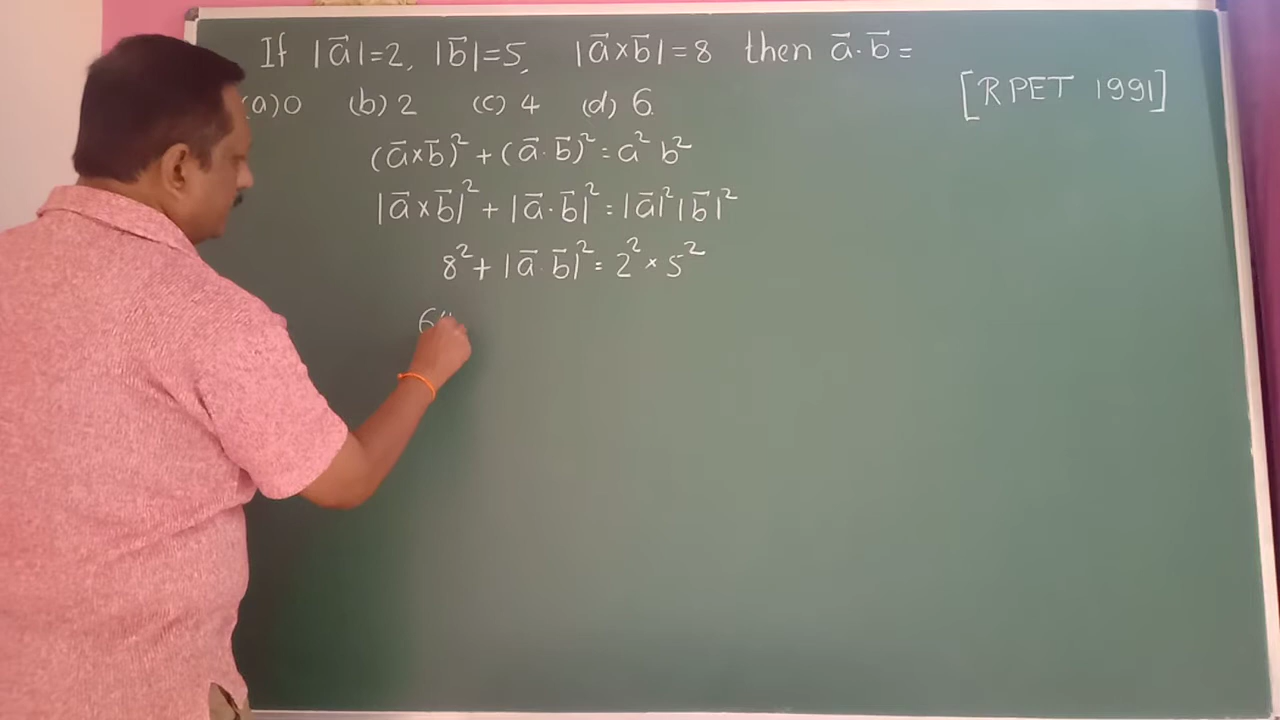 If |a⃗|=2, |b⃗|=5, |a⃗×b⃗|=8 then a⃗·b⃗=
[RPET 1991]
(a) 0 (b) 2 (c) 4 (d) 6.
(a⃗×b⃗)² + (a⃗·b⃗)² = a² b²
|a⃗×b⃗|² + |a⃗·b⃗|² = |a⃗|² |b⃗|²
8² + |a⃗·b⃗|² = 2² × 5²
64